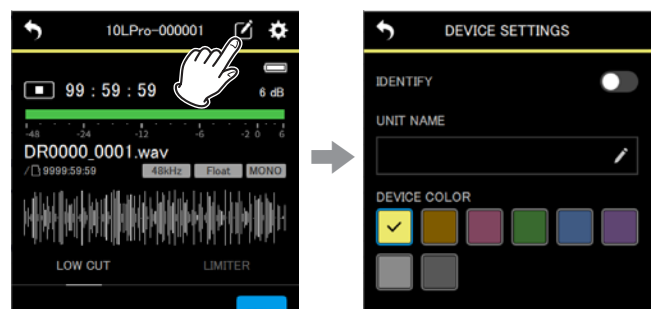 10LPro-000001
99 : 59 : 59
6 dB
-48 -24 -12 -6 -2 0 6
DR0000_0001.wav
/ 9999:59:59 48kHz Float MONO
LOW CUT LIMITER
DEVICE SETTINGS
IDENTIFY
UNIT NAME
DEVICE COLOR